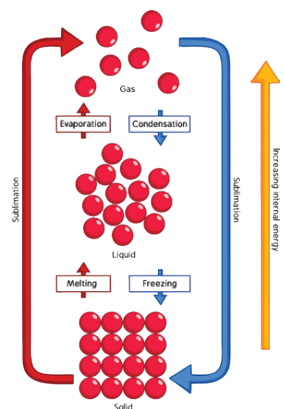 Gas
Evaporation
Condensation
Sublimation
Sublimation
Increasing internal energy
Liquid
Melting
Freezing
Solid